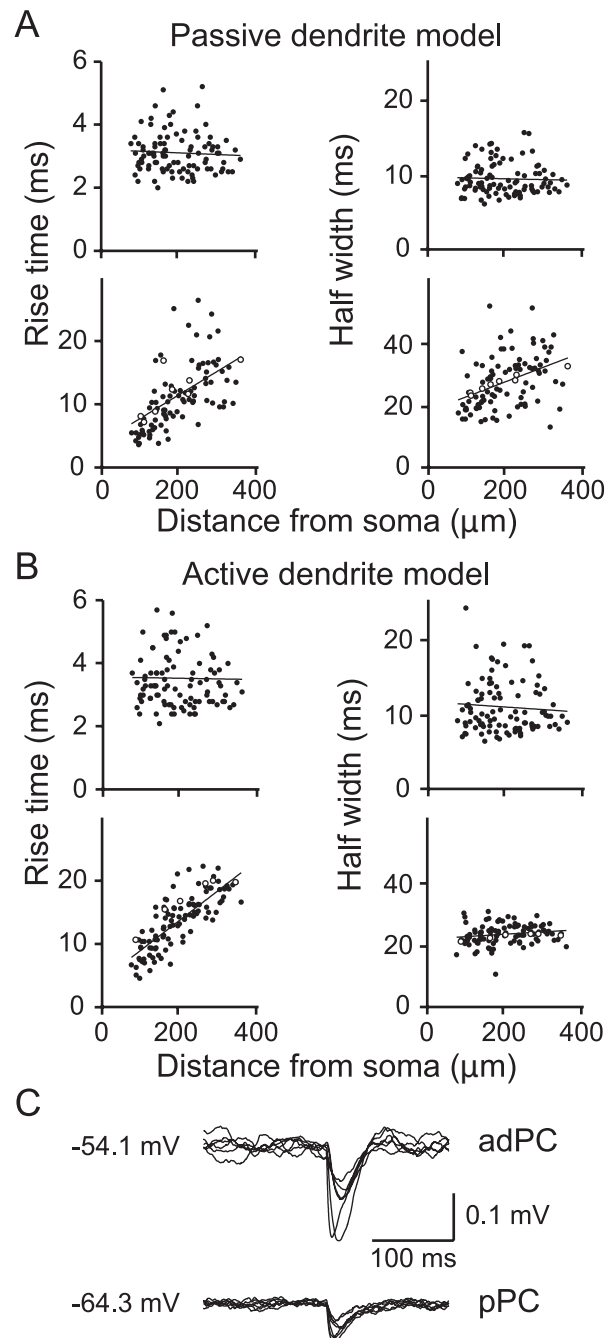 A
Passive dendrite model
6
4
2
0
Rise time (ms)
20
10
0
Half width (ms)
20
10
0
40
20
0
0 200 400
0 200 400
Distance from soma (μm)
B
Active dendrite model
6
4
2
0
Rise time (ms)
20
10
0
Half width (ms)
20
10
0
40
20
0
0 200 400
0 200 400
Distance from soma (μm)
C
-54.1 mV
adPC
0.1 mV
100 ms
-64.3 mV
pPC